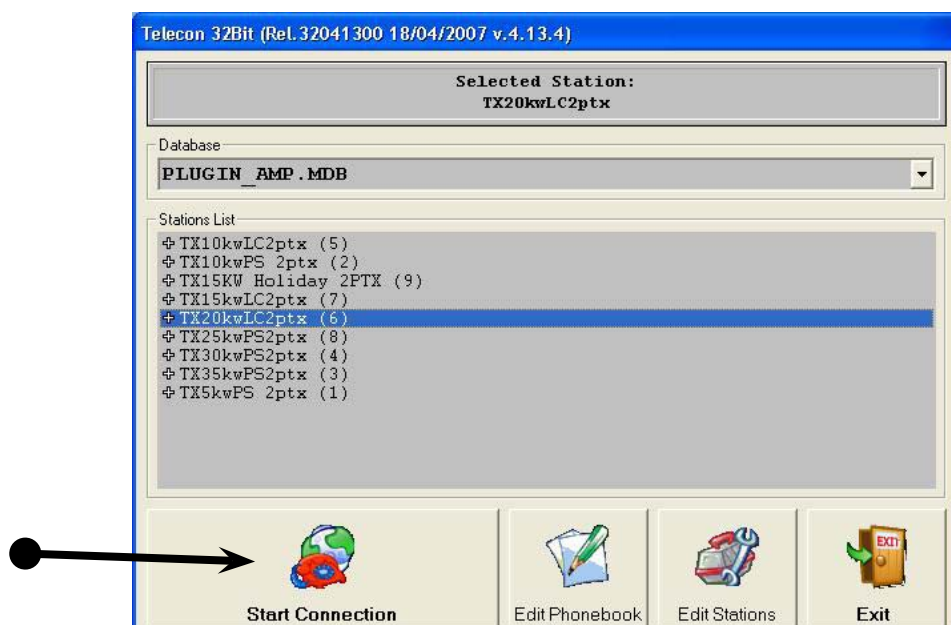 Telecon 32Bit (Rel.32041300 18/04/2007 v.4.13.4)
Selected Station:
TX20kwLC2ptx
Database
PLUGIN_AMP.MDB
Stations List
TX10kwLC2ptx (5)
TX10kwPS 2ptx (2)
TX15KW Holiday 2PTX (9)
TX15kwLC2ptx (7)
TX20kwLC2ptx (6)
TX25kwPS2ptx (8)
TX30kwPS2ptx (4)
TX35kwPS2ptx (3)
TX5kwPS 2ptx (1)
EXIT
Start Connection
Edit Phonebook
Edit Stations
Exit